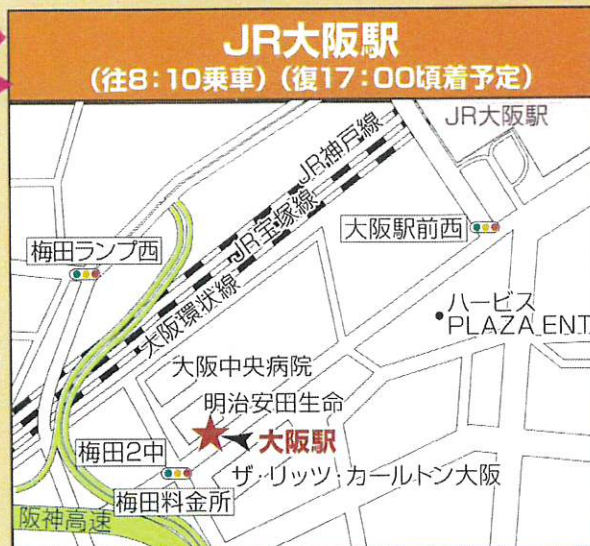 JR大阪駅
(往8:10乗車)(復17:00頃着予定)
JR大阪駅
JR神戸線
JR宝塚線
大阪環状線
大阪駅前西
梅田ランプ西
ハービス
PLAZA ENT
大阪中央病院
明治安田生命
大阪駅
梅田2中
ザ・リッツ・カールトン大阪
梅田料金所
阪神高速